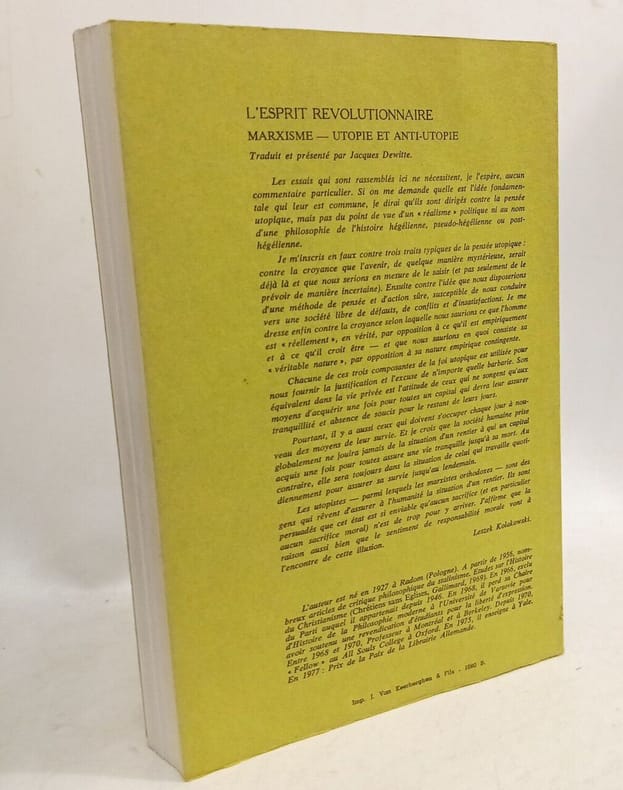 L'ESPRIT REVOLUTIONNAIRE
MARXISME — UTOPIE ET ANTI-UTOPIE
Traduit et présenté par Jacques Dewitte.
Les essais qui sont rassemblés ici ne nécessitent, je l'espère, aucun
commentaire particulier. Si on me demande quelle est l'idée fondamen-
tale qui leur est commune, je dirai qu'ils sont dirigés contre la pensée
utopique, mais pas du point de vue d'un « réalisme » politique ni au nom
d'une philosophie de l'histoire hégélienne, pseudo-hégélienne ou post-
hégélienne.
Je m'inscris en faux contre trois traits typiques de la pensée utopique :
contre la croyance que l'avenir, de quelque manière mystérieuse, serait
déjà là et que nous serions en mesure de le saisir (et pas seulement de le
prévoir de manière incertaine). Ensuite contre l'idée que nous disposerions
d'une méthode de pensée et d'action sûre, susceptible de nous conduire
vers une société libre de défauts, de conflits et d'insatisfactions. Je me
dresse enfin contre la croyance selon laquelle nous saurions ce que l'homme
est « réellement », en vérité, par opposition à ce qu'il est empiriquement
et à ce qu'il croit être — et que nous saurions en quoi consiste sa
« véritable nature », par opposition à sa nature empirique contingente.
Chacune de ces trois composantes de la foi utopique est utilisée pour
nous fournir la justification et l'excuse de n'importe quelle barbarie. Son
équivalent dans la vie privée est l'attitude de ceux qui ne songent qu'aux
moyens d'acquérir une fois pour toutes un capital qui devra leur assurer
tranquillité et absence de soucis pour le restant de leurs jours.
Pourtant, il y a aussi ceux qui doivent s'occuper chaque jour à nou-
veau des moyens de leur survie. Et je crois que la société humaine prise
globalement ne jouira jamais de la situation d'un rentier à qui un capital
acquis une fois pour toutes assure une vie tranquille jusqu'à sa mort. Au
contraire, elle sera toujours dans la situation de celui qui travaille quoti-
diennement pour assurer sa survie jusqu'au lendemain.
Les utopistes — parmi lesquels les marxistes orthodoxes — sont des
gens qui rêvent d'assurer à l'humanité la situation d'un rentier. Ils sont
persuadés que cet état est si enviable qu'aucun sacrifice (et en particulier
aucun sacrifice moral) n'est de trop pour y arriver. J'affirme que la
raison aussi bien que le sentiment de responsabilité morale vont à
l'encontre de cette illusion.
Leszek Kolakowski.
L'auteur est né en 1927 à Radom (Pologne). A partir de 1956, nom-
breux articles de critique philosophique du stalinisme. Etudes sur l'Histoire
du Christianisme (Chrétiens sans Eglises, Gallimard, 1969). En 1966, exclu
du Parti auquel il appartenait depuis 1946. En 1968, il perd sa Chaire
d'Histoire de la Philosophie moderne à l'Université de Varsovie pour
avoir soutenu une revendication d'étudiants pour la liberté d'expression.
Entre 1968 et 1970, Professeur à Montréal et à Berkeley. Depuis 1970,
« Fellow » au All Souls College à Oxford. En 1975, il enseigne à Yale.
En 1977 : Prix de la Paix de la Librairie Allemande.
Imp. J. Van Keerberghen & Fils -